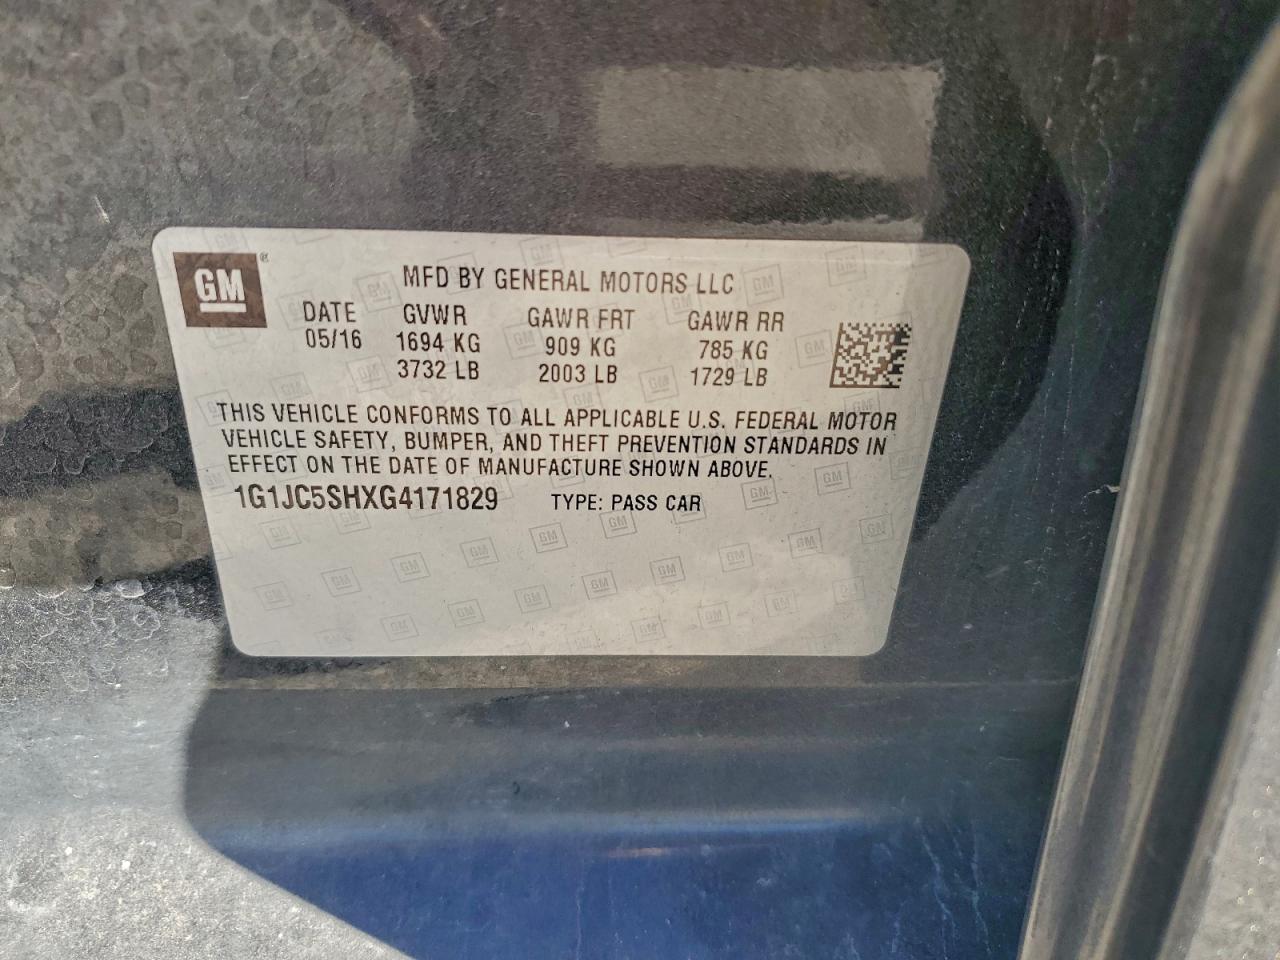 GM ®
MFD BY GENERAL MOTORS LLC
DATE GVWR GAWR FRT GAWR RR
05/16 1694 KG 909 KG 785 KG
3732 LB 2003 LB 1729 LB
THIS VEHICLE CONFORMS TO ALL APPLICABLE U.S. FEDERAL MOTOR
VEHICLE SAFETY, BUMPER, AND THEFT PREVENTION STANDARDS IN
EFFECT ON THE DATE OF MANUFACTURE SHOWN ABOVE.
1G1JC5SHXG4171829 TYPE: PASS CAR